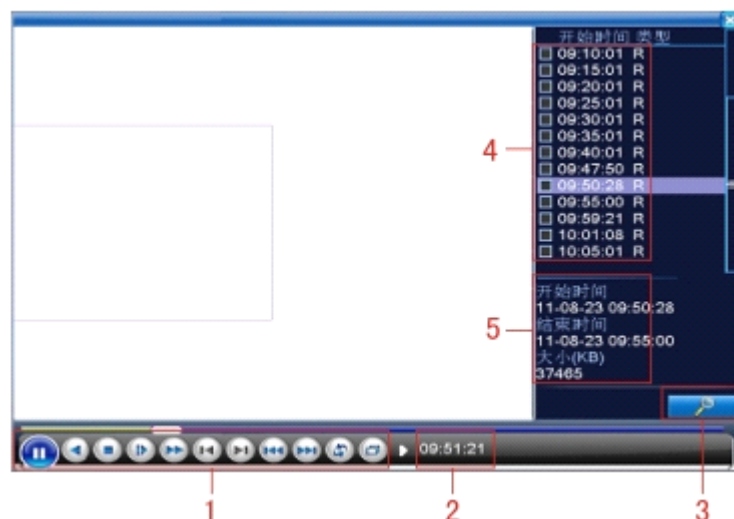 开始时间 类型
09:10:01 R
09:15:01 R
09:20:01 R
09:25:01 R
09:30:01 R
09:35:01 R
09:40:01 R
09:47:50 R
09:50:28 R
09:55:00 R
09:59:21 R
10:01:08 R
10:05:01 R
4
开始时间
11-08-23 09:50:28
结束时间
11-08-23 09:55:00
大小(KB)
37465
5
09:51:21
1
2
3